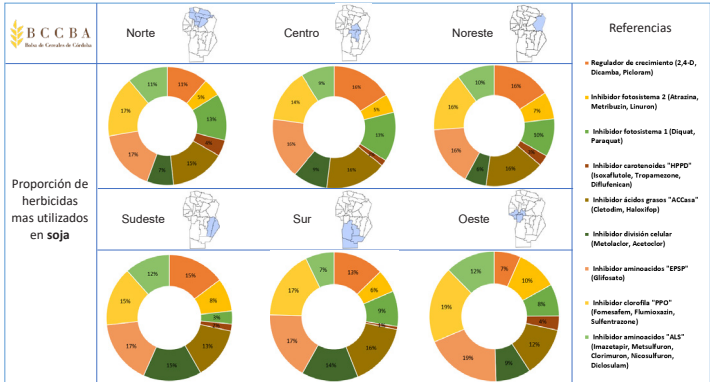 BCCBA
Bolsa de Cereales de Córdoba
Proporción de
herbicidas
mas utilizados
en soja
Norte
11%
5%
13%
4%
15%
7%
17%
17%
11%
Centro
16%
5%
13%
16%
9%
16%
14%
9%
Noreste
16%
7%
10%
3%
16%
6%
16%
16%
10%
Sudeste
15%
8%
3%
2%
13%
15%
17%
15%
12%
Sur
13%
6%
9%
1%
16%
14%
17%
17%
7%
Oeste
7%
10%
8%
4%
12%
9%
19%
19%
12%
Referencias
Regulador de crecimiento (2,4-D,
Dicamba, Picloram)
Inhibidor fotosistema 2 (Atrazina,
Metribuzin, Linuron)
Inhibidor fotosistema 1 (Diquat,
Paraquat)
Inhibidor carotenoides "HPPD"
(Isoxaflutole, Tropamezone,
Diflufenican)
Inhibidor ácidos grasos "ACCasa"
(Cletodim, Haloxifop)
Inhibidor división celular
(Metolaclor, Acetoclor)
Inhibidor aminoacidos "EPSP"
(Glifosato)
Inhibidor clorofila "PPO"
(Fomesafem, Flumioxazin,
Sulfentrazone)
Inhibidor aminoacidos "ALS"
(Imazetapir, Metsulfuron,
Clorimuron, Nicosulfuron,
Diclosulam)